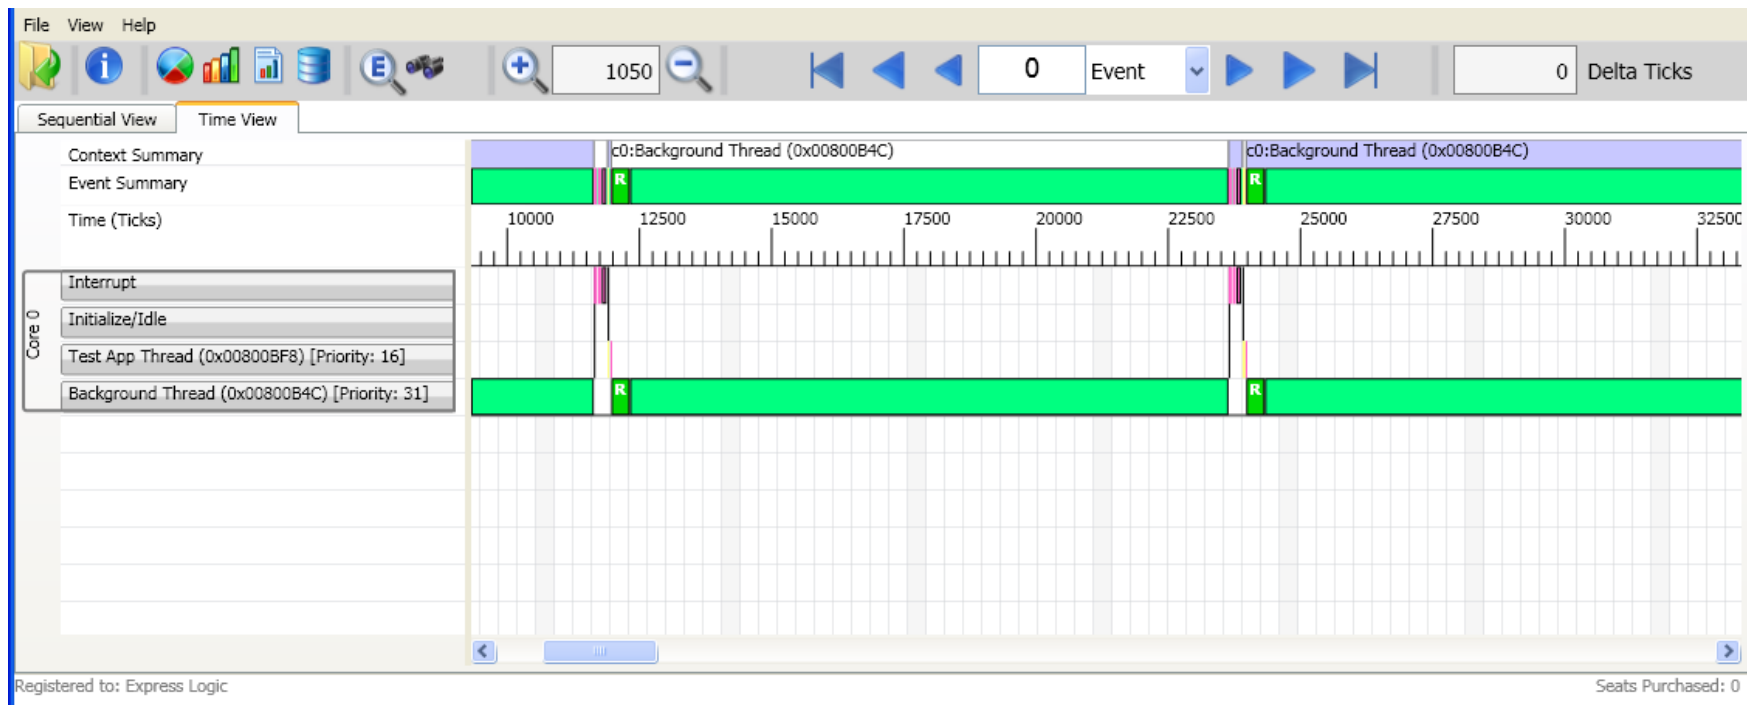 File View Help
1050 0 Event 0 Delta Ticks
Sequential View Time View
Context Summary c0:Background Thread (0x00800B4C) c0:Background Thread (0x00800B4C)
Event Summary R R
Time (Ticks) 10000 12500 15000 17500 20000 22500 25000 27500 30000 32500
Core 0
Interrupt
Initialize/Idle
Test App Thread (0x00800BF8) [Priority: 16]
Background Thread (0x00800B4C) [Priority: 31] R R
Registered to: Express Logic Seats Purchased: 0